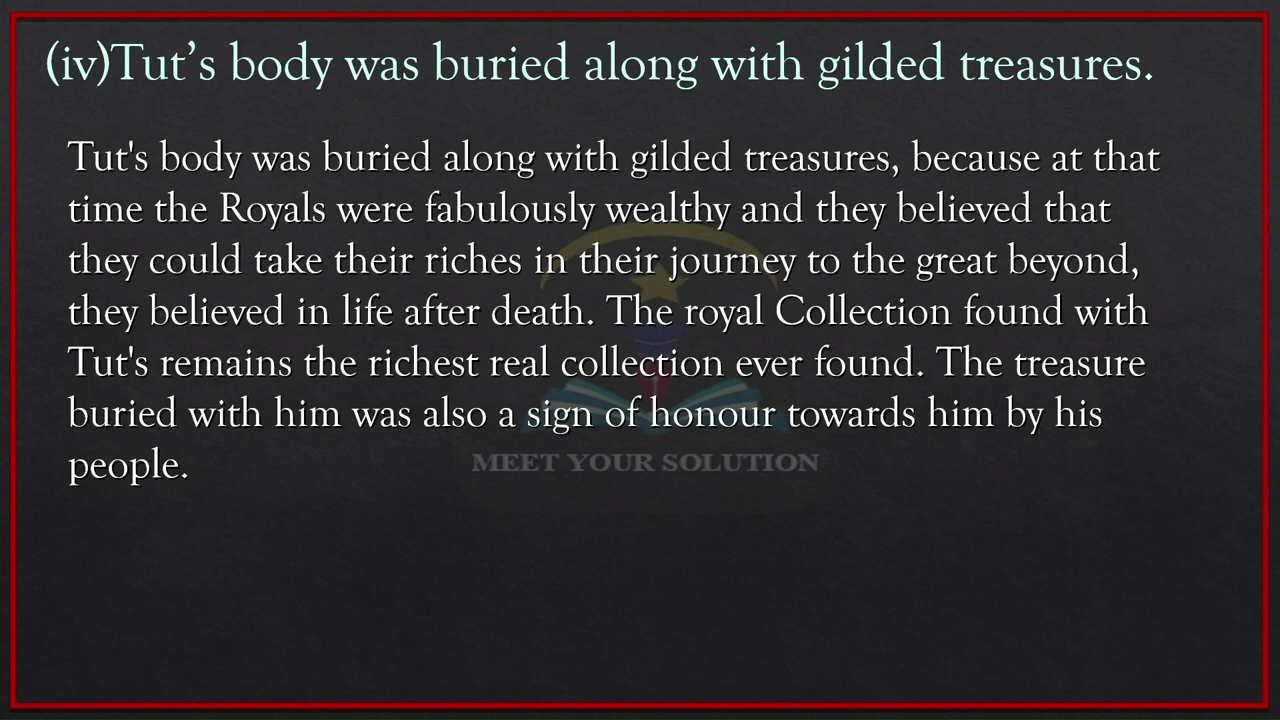 (iv)Tut’s body was buried along with gilded treasures.
Tut's body was buried along with gilded treasures, because at that
time the Royals were fabulously wealthy and they believed that
they could take their riches in their journey to the great beyond,
they believed in life after death. The royal Collection found with
Tut's remains the richest real collection ever found. The treasure
buried with him was also a sign of honour towards him by his
people.
MEET YOUR SOLUTION